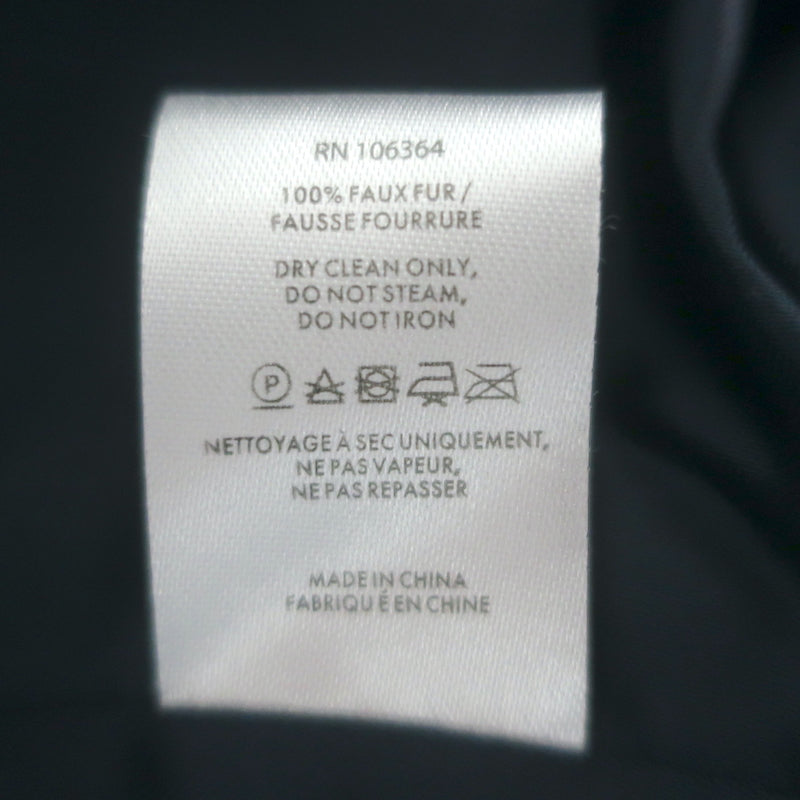 RN 106364
100% FAUX FUR /
FAUSSE FOURRURE
DRY CLEAN ONLY,
DO NOT STEAM,
DO NOT IRON
P
NETTOYAGE À SEC UNIQUEMENT,
NE PAS VAPEUR,
NE PAS REPASSER
MADE IN CHINA
FABRIQUÉ EN CHINE